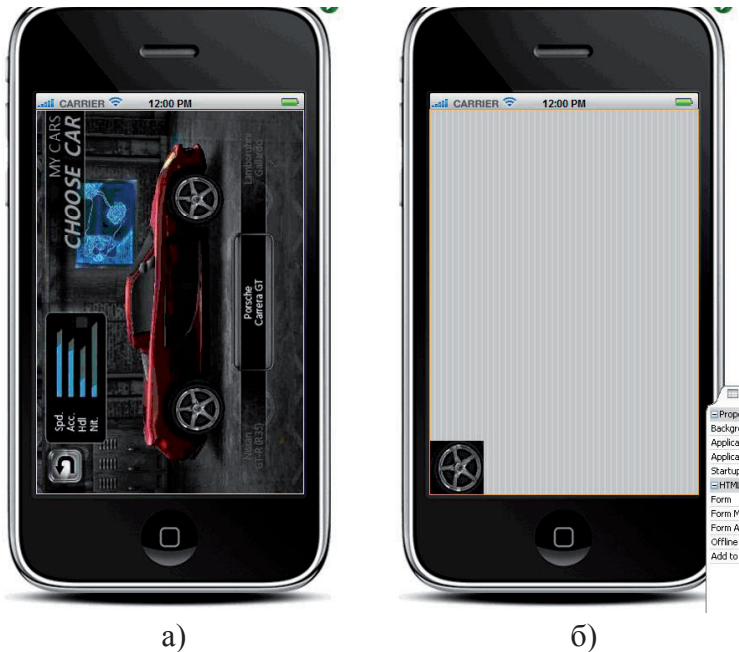 CARRIER 12:00 PM
MY CARS
CHOOSE CAR
Spd.
Acc.
Hdl
Nit.
Nissan
GT-R (R35)
Porsche
Carrera GT
Lamborghini
Gallardo
CARRIER 12:00 PM
Prope
Backgro
Applica
Applica
Startup
HTML
Form
Form M
Form A
Offline
Add to
а)
б)